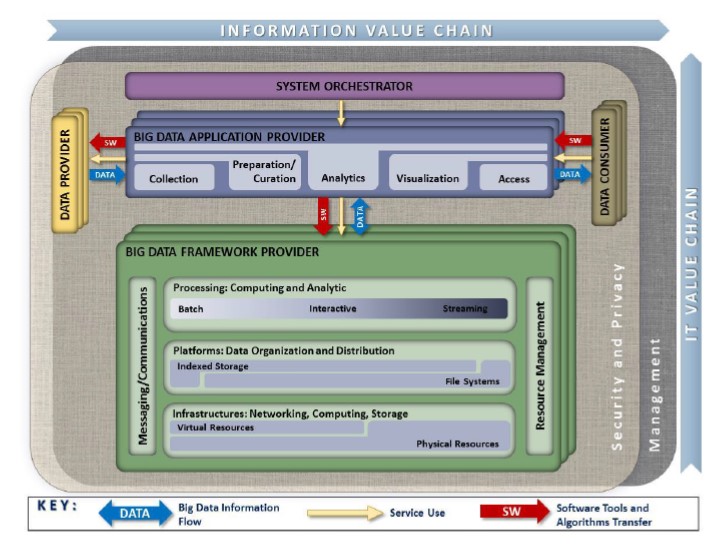 INFORMATION VALUE CHAIN
SYSTEM ORCHESTRATOR
BIG DATA APPLICATION PROVIDER
Collection
Preparation/
Curation
Analytics
Visualization
Access
DATA PROVIDER
SW
DATA
SW
DATA
DATA CONSUMER
SW
DATA
BIG DATA FRAMEWORK PROVIDER
Messaging/Communications
Processing: Computing and Analytic
Batch
Interactive
Streaming
Platforms: Data Organization and Distribution
Indexed Storage
File Systems
Infrastructures: Networking, Computing, Storage
Virtual Resources
Physical Resources
Resource Management
Security and Privacy
Management
IT VALUE CHAIN
KEY:
DATA
Big Data Information
Flow
Service Use
SW
Software Tools and
Algorithms Transfer